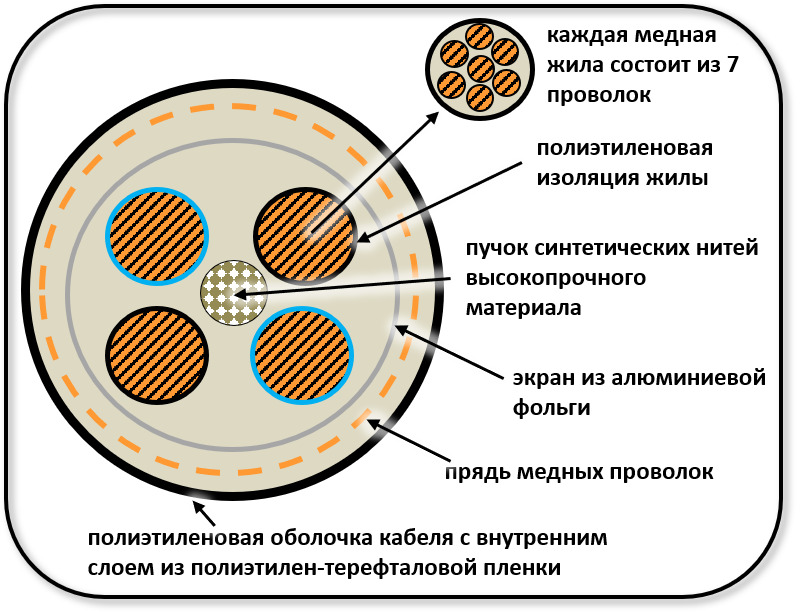 каждая медная
жила состоит из 7
проволок
полиэтиленовая
изоляция жилы
пучок синтетических нитей
высокопрочного
материала
экран из алюминиевой
фольги
прядь медных проволок
полиэтиленовая оболочка кабеля с внутренним
слоем из полиэтилен-терефталовой пленки